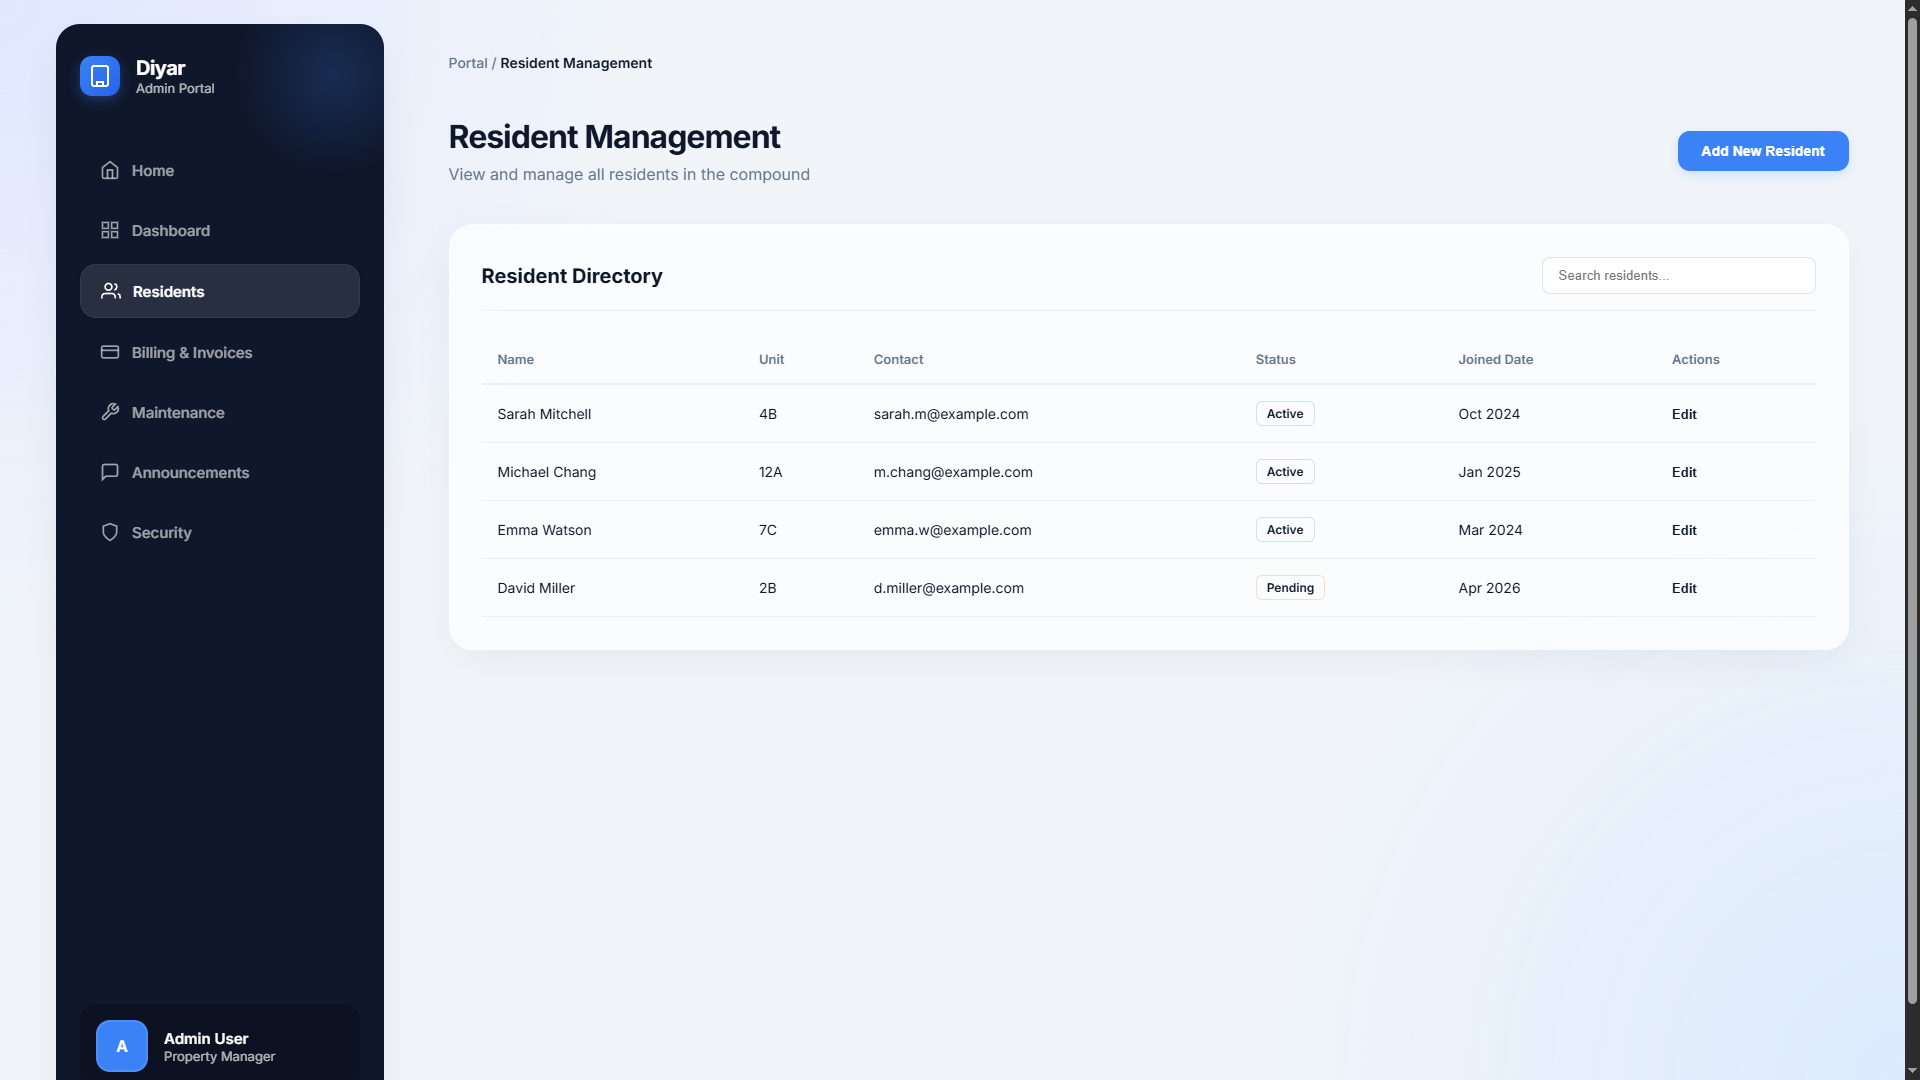 Diyar
Admin Portal
Home
Dashboard
Residents
Billing & Invoices
Maintenance
Announcements
Security
A
Admin User
Property Manager
Portal / Resident Management
Resident Management
View and manage all residents in the compound
Add New Resident
Resident Directory
Search residents...
Name Unit Contact Status Joined Date Actions
Sarah Mitchell 4B sarah.m@example.com Active Oct 2024 Edit
Michael Chang 12A m.chang@example.com Active Jan 2025 Edit
Emma Watson 7C emma.w@example.com Active Mar 2024 Edit
David Miller 2B d.miller@example.com Pending Apr 2026 Edit